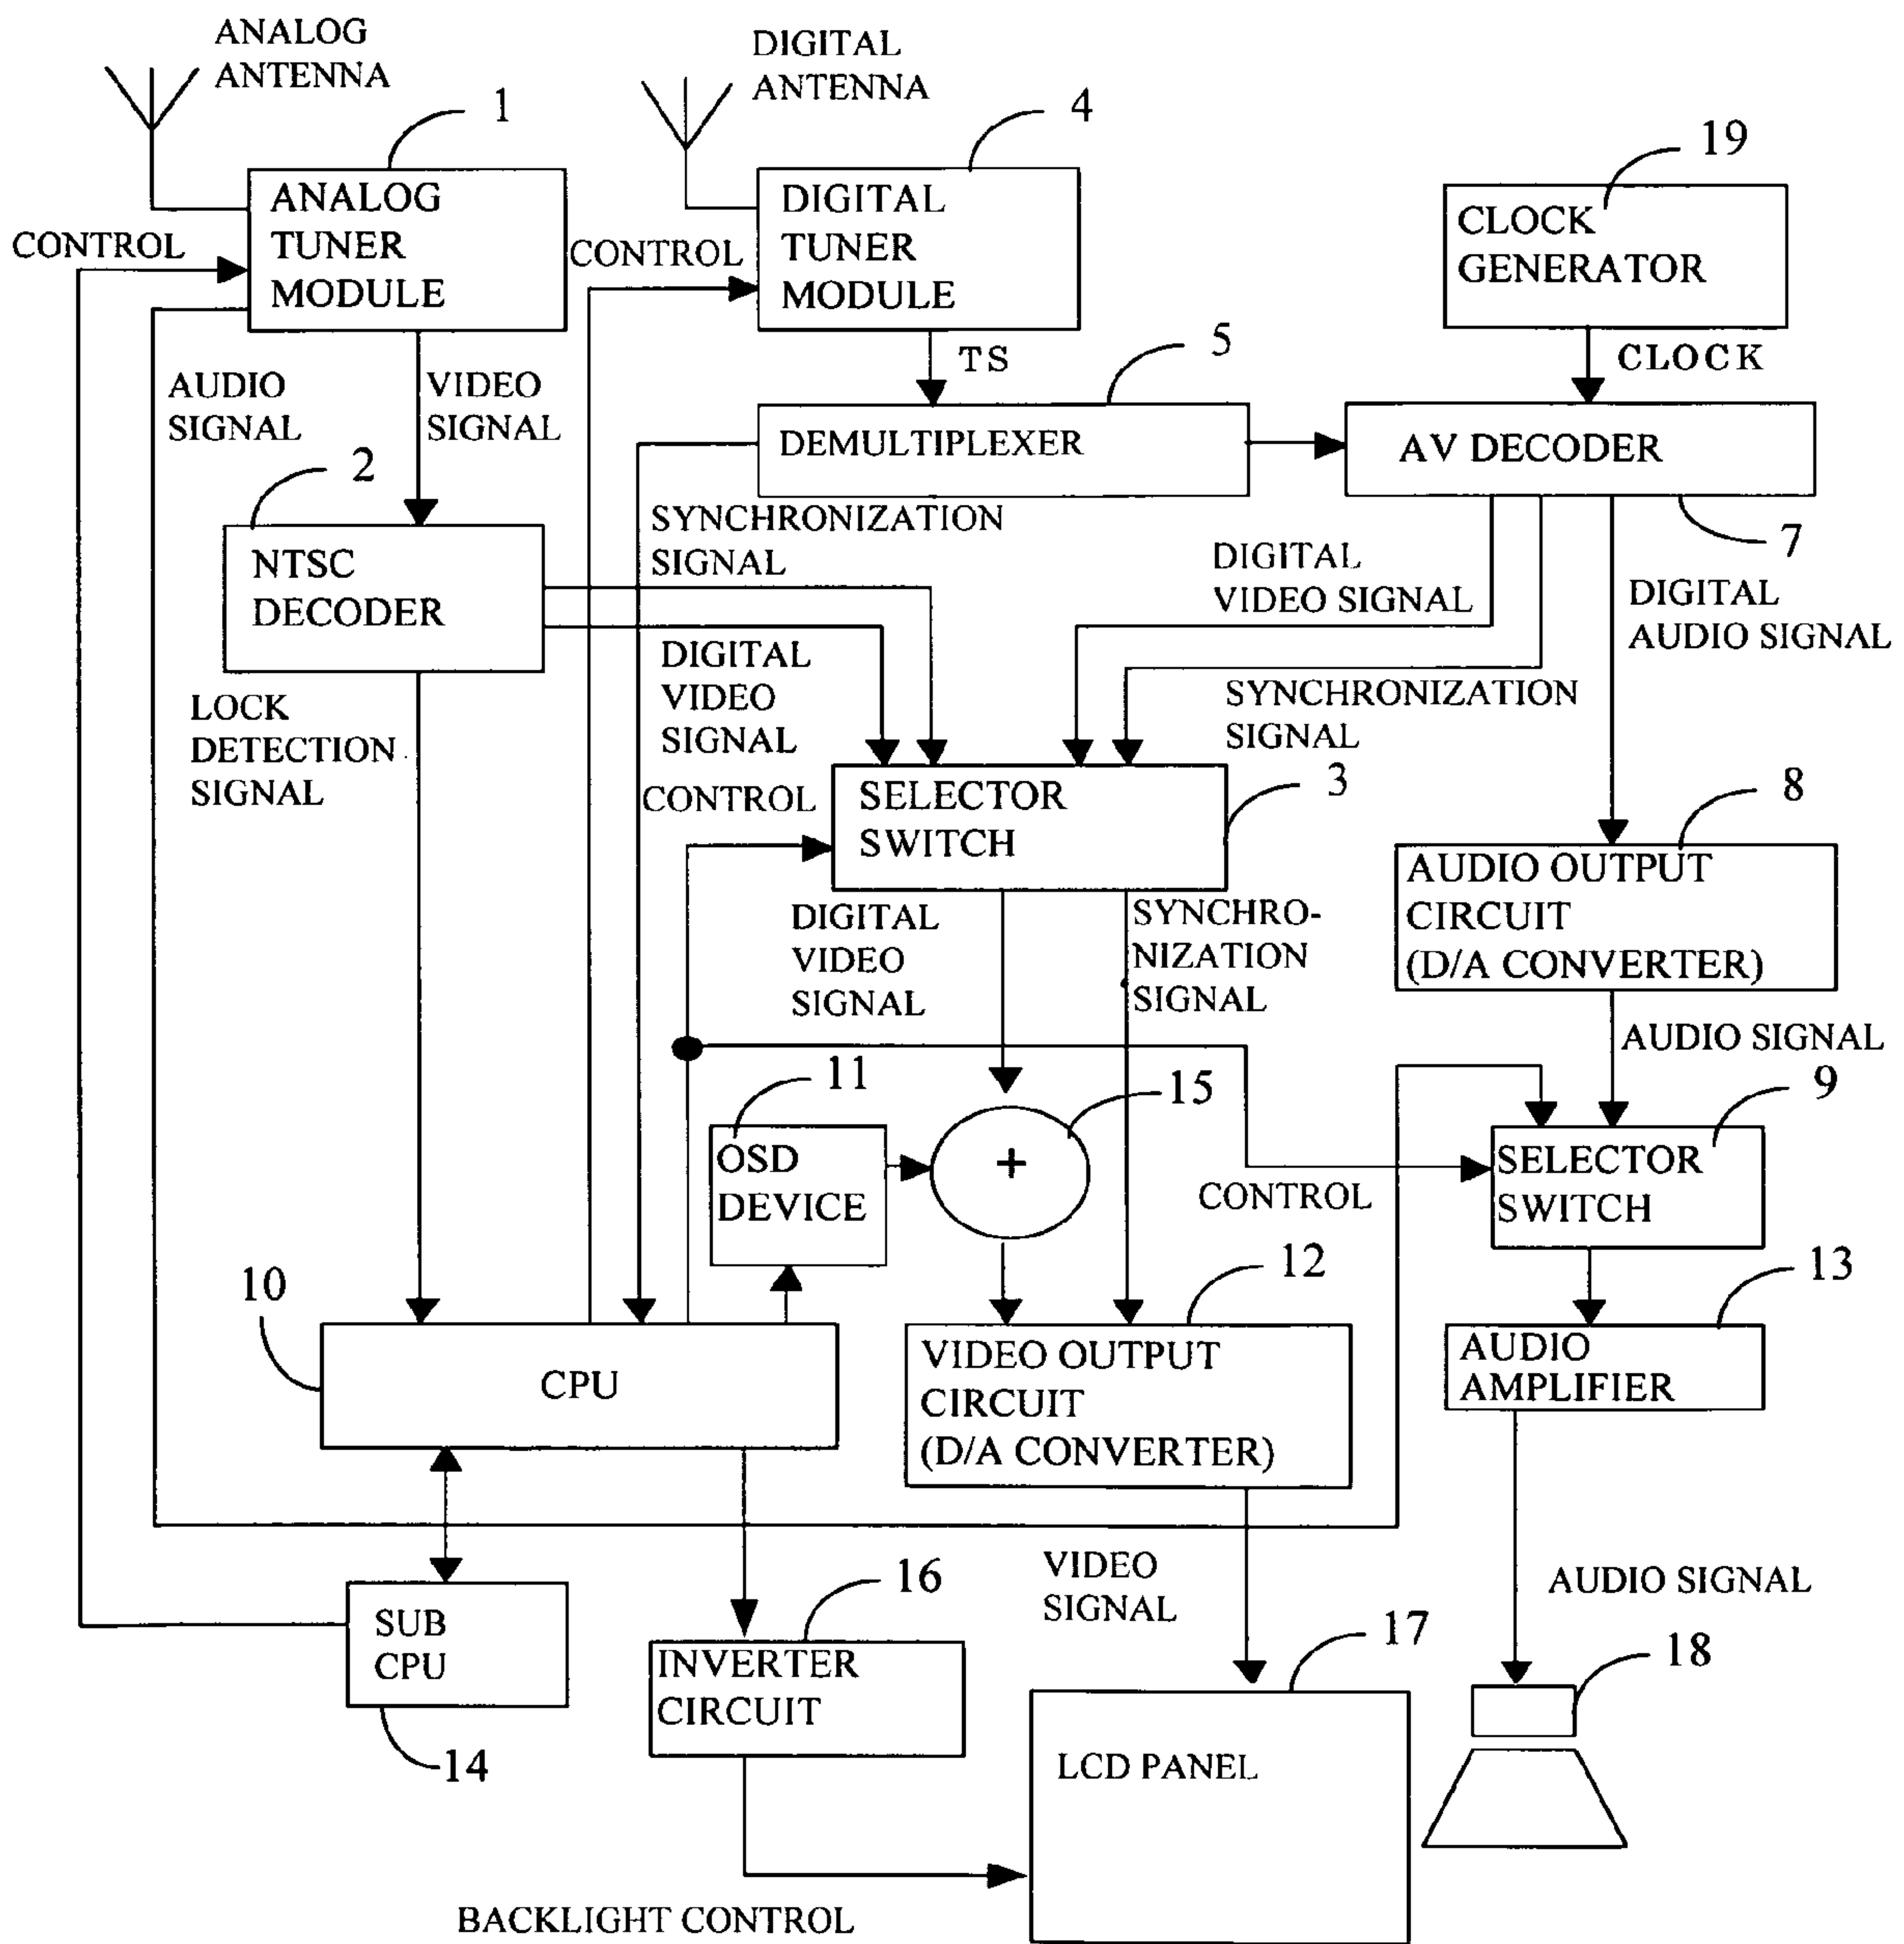 ANALOG
ANTENNA
DIGITAL
ANTENNA
1
4
19
ANALOG
TUNER
MODULE
DIGITAL
TUNER
MODULE
CLOCK
GENERATOR
CONTROL
CONTROL
TS
5
CLOCK
AUDIO
SIGNAL
VIDEO
SIGNAL
DEMULTIPLEXER
AV DECODER
2
7
NTSC
DECODER
SYNCHRONIZATION
SIGNAL
DIGITAL
VIDEO SIGNAL
DIGITAL
AUDIO SIGNAL
DIGITAL
VIDEO
SIGNAL
SYNCHRONIZATION
SIGNAL
LOCK
DETECTION
SIGNAL
CONTROL
SELECTOR
SWITCH
3
8
AUDIO OUTPUT
CIRCUIT
(D/A CONVERTER)
DIGITAL
VIDEO
SIGNAL
SYNCHRO-
NIZATION
SIGNAL
AUDIO SIGNAL
11
15
9
OSD
DEVICE
+
SELECTOR
SWITCH
CONTROL
10
12
13
CPU
VIDEO OUTPUT
CIRCUIT
(D/A CONVERTER)
AUDIO
AMPLIFIER
VIDEO
SIGNAL
AUDIO SIGNAL
16
17
18
SUB
CPU
14
INVERTER
CIRCUIT
LCD PANEL
BACKLIGHT CONTROL